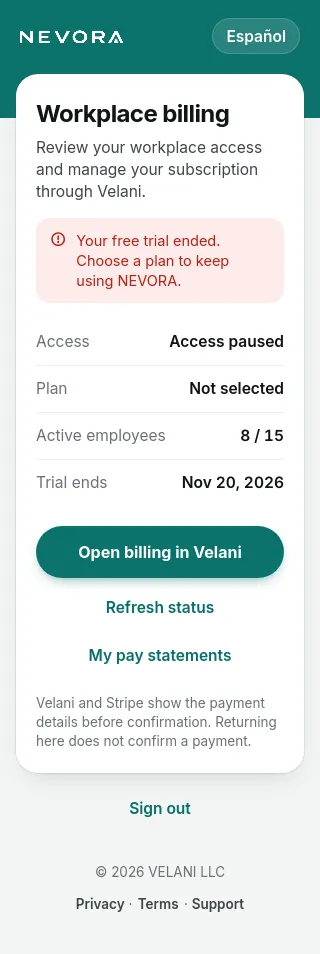 NEVORA
Español
Workplace billing
Review your workplace access
and manage your subscription
through Velani.
Your free trial ended.
Choose a plan to keep
using NEVORA.
Access Access paused
Plan Not selected
Active employees 8 / 15
Trial ends Nov 20, 2026
Open billing in Velani
Refresh status
My pay statements
Velani and Stripe show the payment
details before confirmation. Returning
here does not confirm a payment.
Sign out
© 2026 VELANI LLC
Privacy · Terms · Support